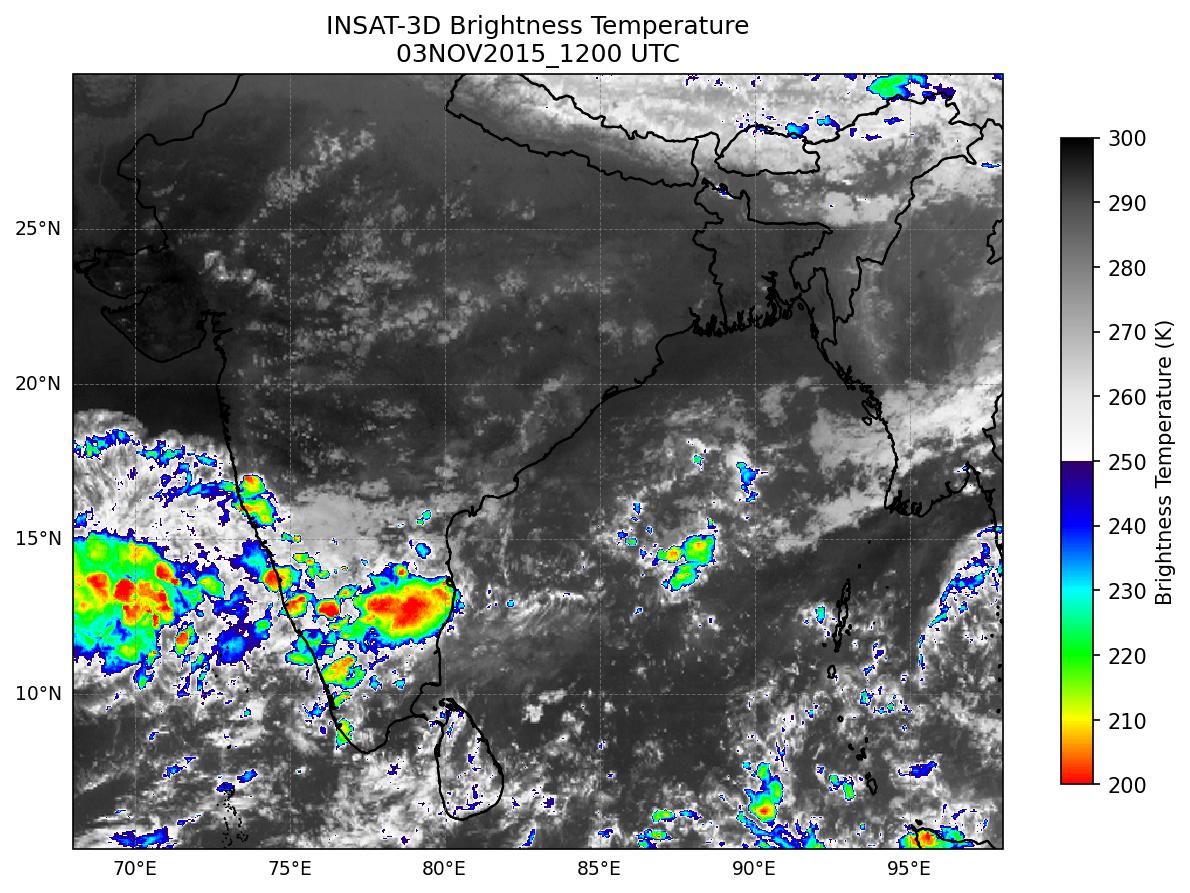 INSAT-3D Brightness Temperature
03NOV2015_1200 UTC
25°N
20°N
15°N
10°N
70°E
75°E
80°E
85°E
90°E
95°E
300
290
280
270
260
250
240
230
220
210
200
Brightness Temperature (K)